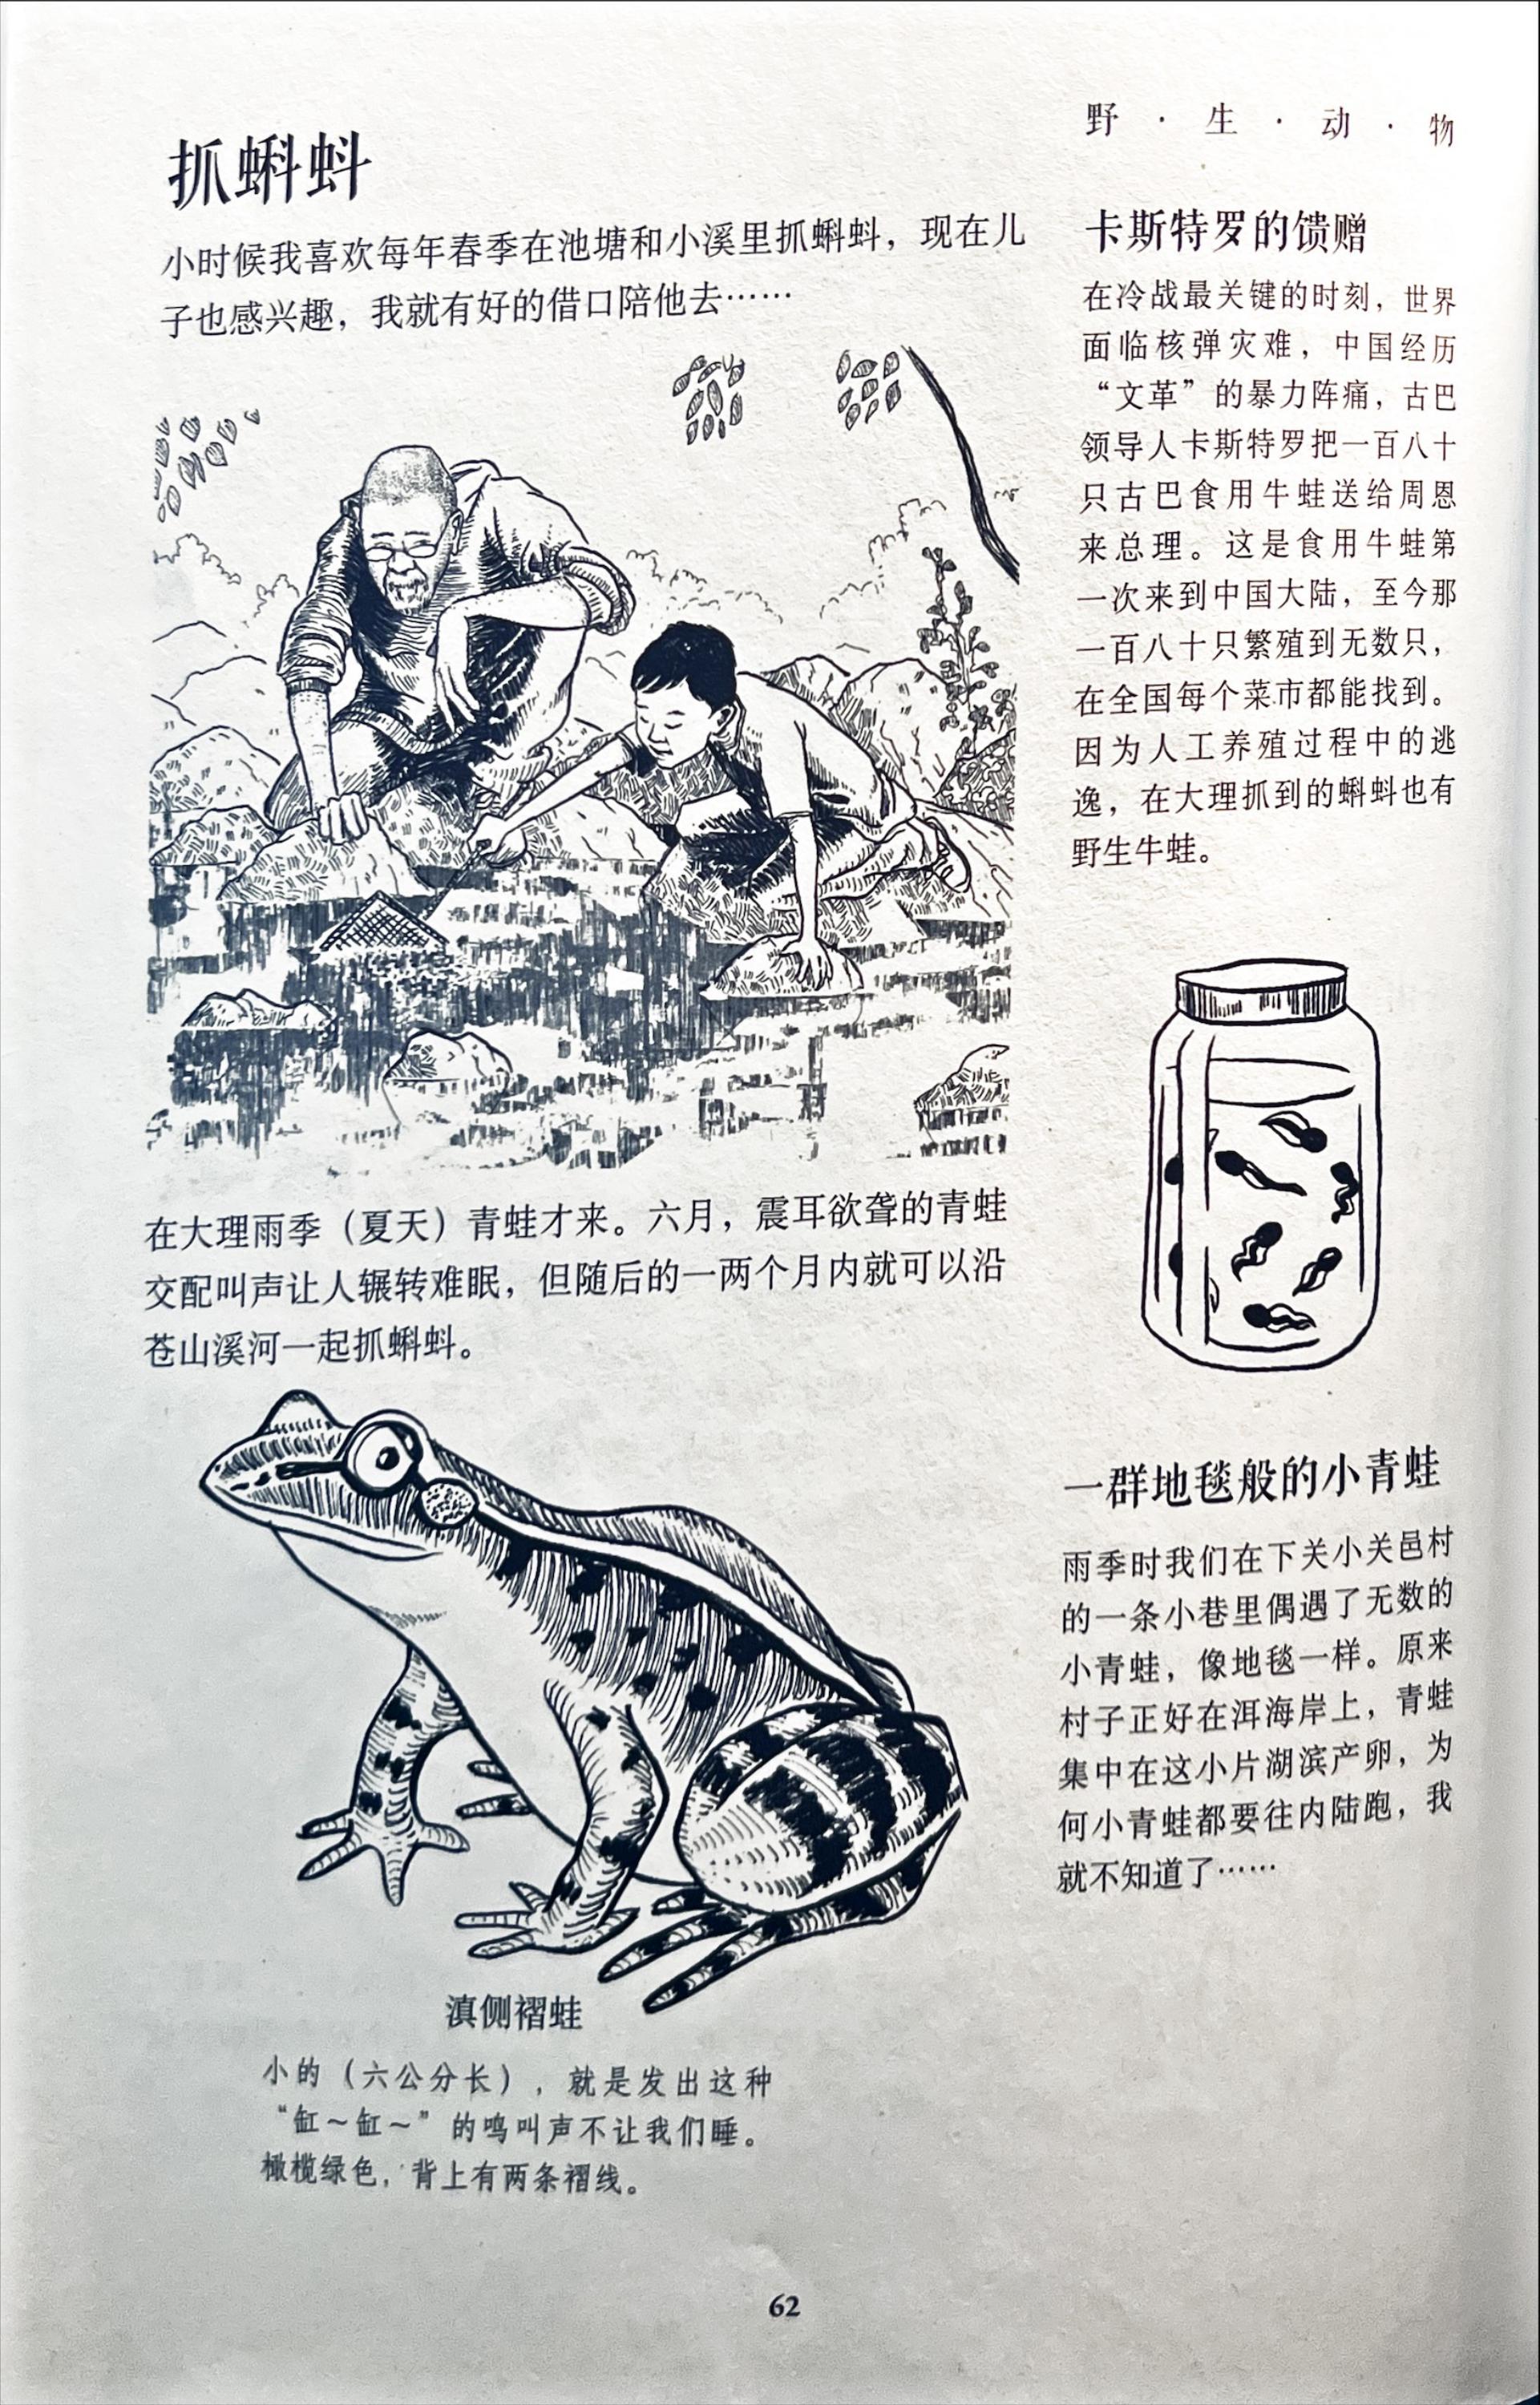 野·生·动·物
抓蝌蚪
小时候我喜欢每年春季在池塘和小溪里抓蝌蚪，现在儿
子也感兴趣，我就有好的借口陪他去……
在大理雨季（夏天）青蛙才来。六月，震耳欲聋的青蛙
交配叫声让人辗转难眠，但随后的一两个月内就可以沿
苍山溪河一起抓蝌蚪。
滇侧褶蛙
小的（六公分长），就是发出这种
“缸～缸～”的鸣叫声不让我们睡。
橄榄绿色，背上有两条褶线。
卡斯特罗的馈赠
在冷战最关键的时刻，世界
面临核弹灾难，中国经历
“文革”的暴力阵痛，古巴
领导人卡斯特罗把一百八十
只古巴食用牛蛙送给周恩
来总理。这是食用牛蛙第
一次来到中国大陆，至今那
一百八十只繁殖到无数只，
在全国每个菜市都能找到。
因为人工养殖过程中的逃
逸，在大理抓到的蝌蚪也有
野生牛蛙。
一群地毯般的小青蛙
雨季时我们在下关小关邑村
的一条小巷里偶遇了无数的
小青蛙，像地毯一样。原来
村子正好在洱海岸上，青蛙
集中在这小片湖滨产卵，为
何小青蛙都要往内陆跑，我
就不知道了……
62